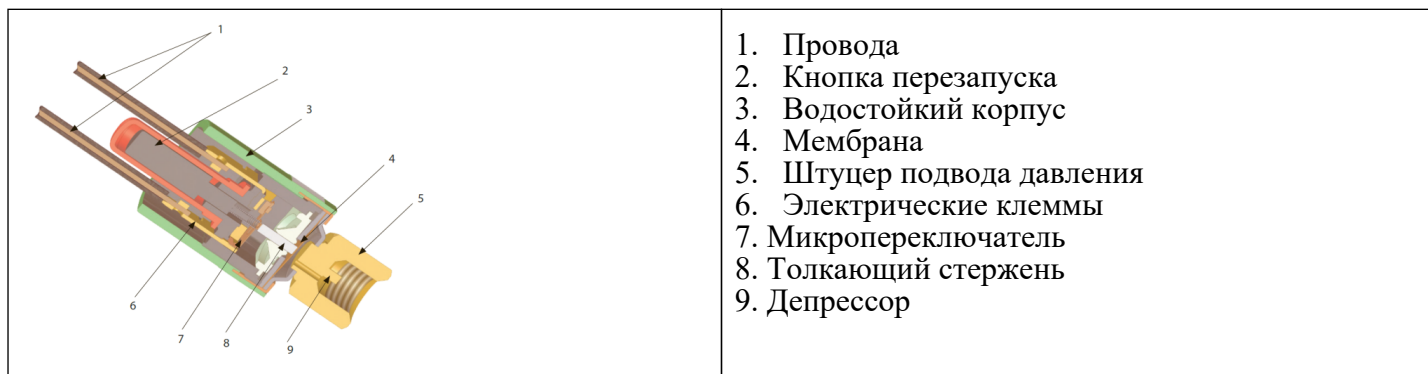 1
2
3
4
5
6
7
8
9
1. Провода
2. Кнопка перезапуска
3. Водостойкий корпус
4. Мембрана
5. Штуцер подвода давления
6. Электрические клеммы
7. Микропереключатель
8. Толкающий стержень
9. Депрессор